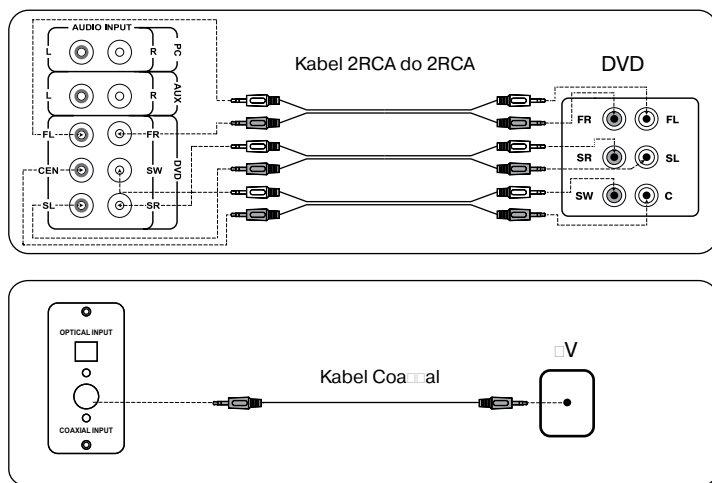 AUDIO INPUT
L R PC
L R AUX
FL FR
CEN SW DVD
SL SR
Kabel 2RCA do 2RCA
DVD
FR FL
SR SL
SW C
OPTICAL INPUT
COAXIAL INPUT
Kabel